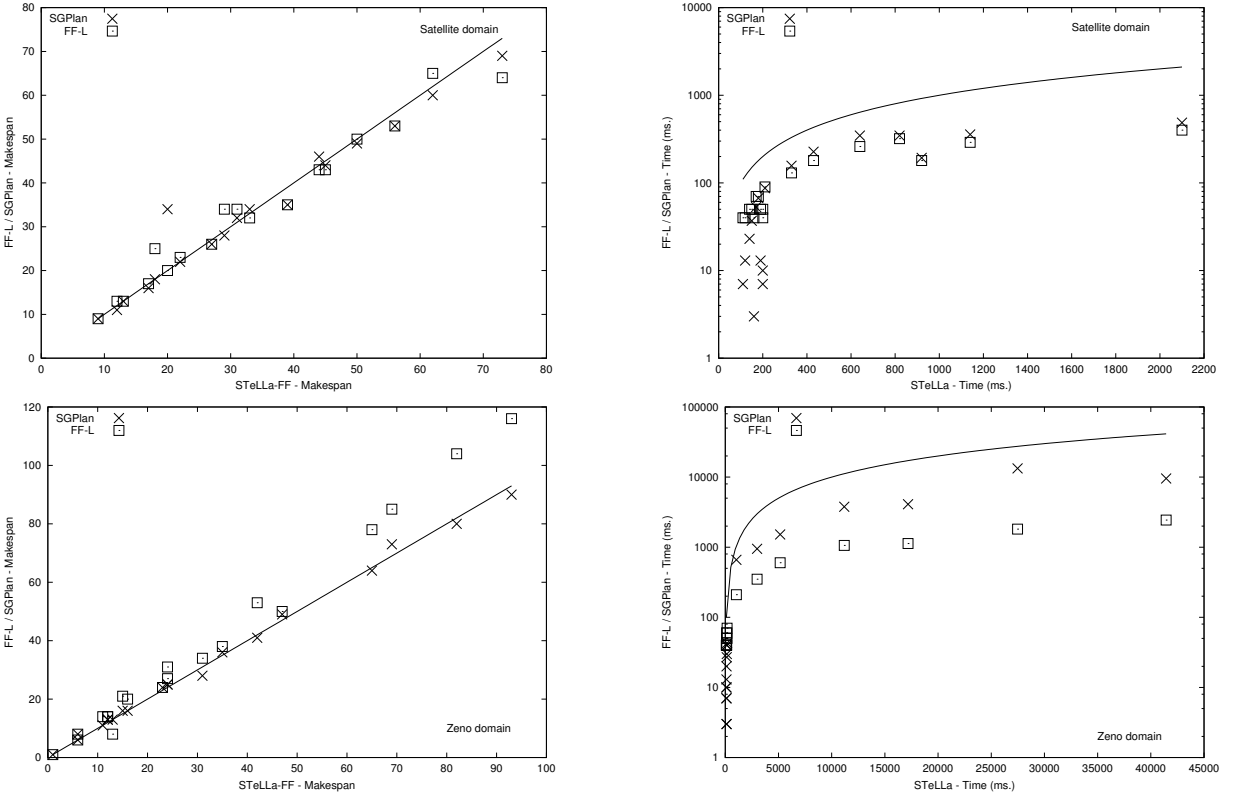 SGPlan
FF-L
Satellite domain
FF-L / SGPlan - Makespan
80
70
60
50
40
30
20
10
0
0 10 20 30 40 50 60 70 80
STeLLa-FF - Makespan
SGPlan
FF-L
Satellite domain
FF-L / SGPlan - Time (ms.)
10000
1000
100
10
1
0 200 400 600 800 1000 1200 1400 1600 1800 2000 2200
STeLLa - Time (ms.)
SGPlan
FF-L
Zeno domain
FF-L / SGPlan - Makespan
120
100
80
60
40
20
0
0 10 20 30 40 50 60 70 80 90 100
STeLLa-FF - Makespan
SGPlan
FF-L
Zeno domain
FF-L / SGPlan - Time (ms.)
100000
10000
1000
100
10
1
0 5000 10000 15000 20000 25000 30000 35000 40000 45000
STeLLa - Time (ms.)